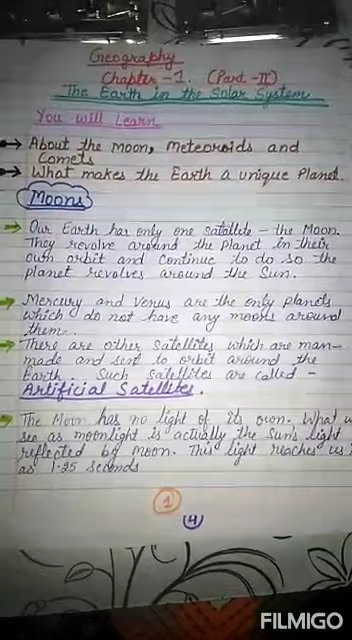 Geography
Chapter-1. (Part-II)
The Earth in the Solar System
You will Learn
About the Moon, Meteoroids and
Comets
What makes the Earth a unique Planet.
Moons
Our Earth has only one satallete - the Moon.
They revolve around the planet in their
own orbit and continue to do so the
planet revolves around the Sun.
Mercury and Venus are the only planets
which do not have any moons around
them.
There are other satellites which are man-
made and sent to orbit around the
Earth. Such satellites are called -
Artificial Satellites.
The Moon has no light of its own. What w
see as moonlight is actually the Sun's light
reflected by Moon. This light reaches us i
as 1.25 seconds
1
4
FILMIGO